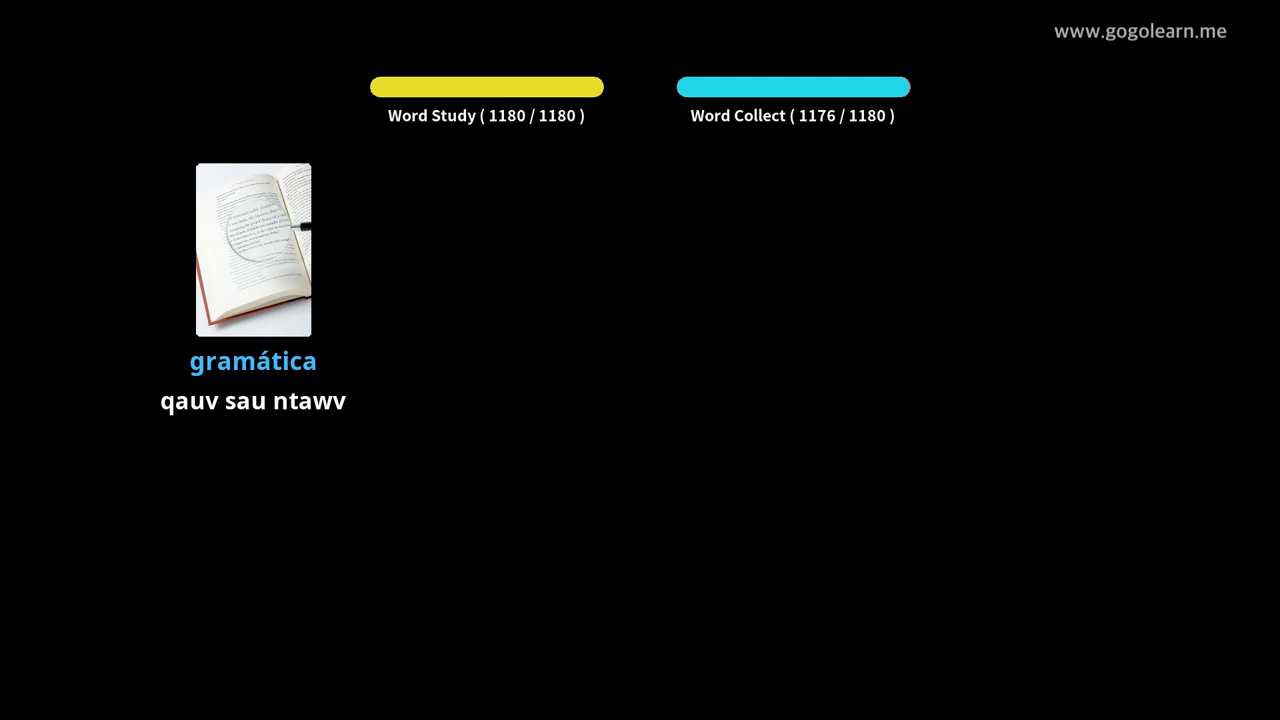 www.gogolearn.me
Word Study ( 1180 / 1180 )
Word Collect ( 1176 / 1180 )
gramática
qauv sau ntawv